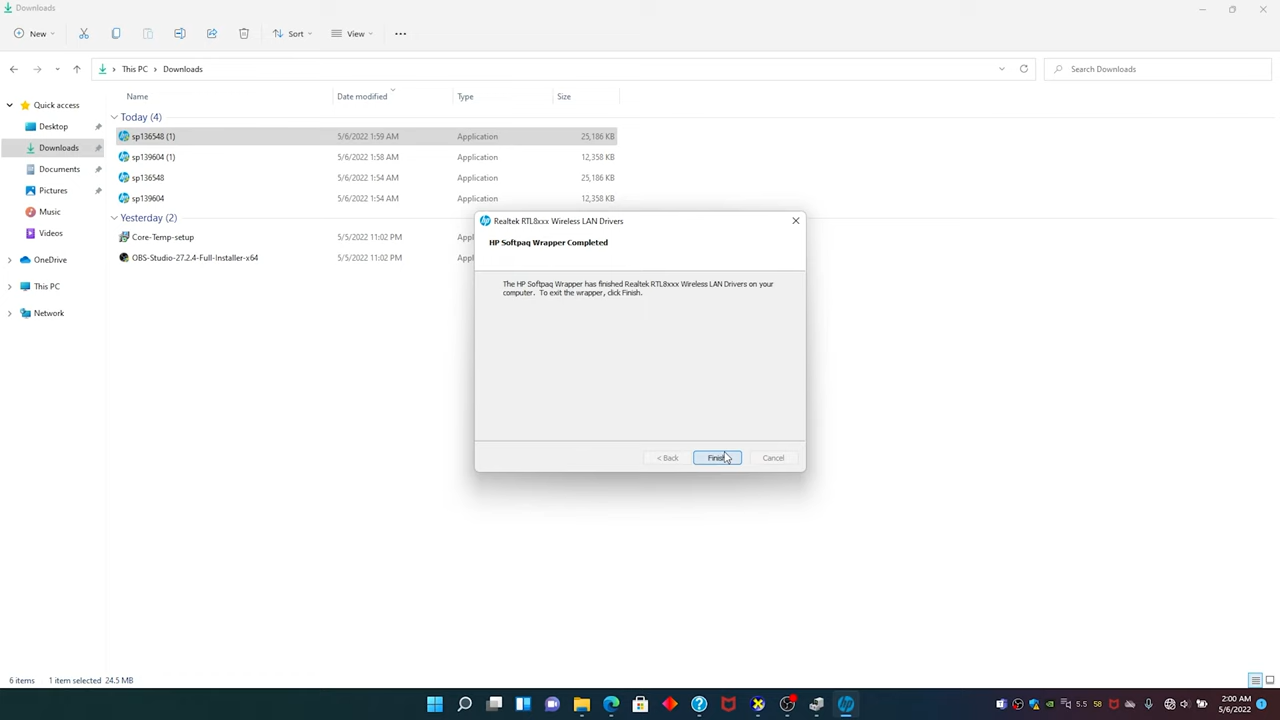 Downloads
New
Sort
View
This PC > Downloads
Search Downloads
Name
Date modified
Type
Size
Quick access
Desktop
Downloads
Documents
Pictures
Music
Videos
OneDrive
This PC
Network
Today (4)
sp136548 (1) 5/6/2022 1:59 AM Application 25,186 KB
sp139604 (1) 5/6/2022 1:58 AM Application 12,358 KB
sp136548 5/6/2022 1:54 AM Application 25,186 KB
sp139604 5/6/2022 1:54 AM Application 12,358 KB
Yesterday (2)
Core-Temp-setup 5/5/2022 11:02 PM
OBS-Studio-27.2.4-Full-Installer-x64 5/5/2022 11:02 PM
Realtek RTL8xxx Wireless LAN Drivers
HP Softpaq Wrapper Completed
The HP Softpaq Wrapper has finished Realtek RTL8xxx Wireless LAN Drivers on your
computer. To exit the wrapper, click Finish.
< Back
Finish
Cancel
6 items 1 item selected 24.5 MB
5.5 58
2:00 AM
5/6/2022